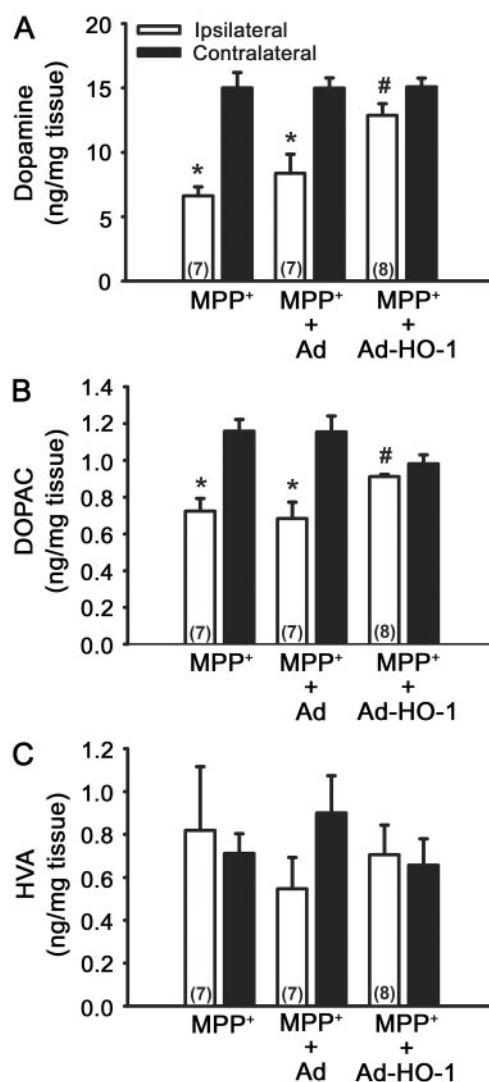 A
Ipsilateral
Contralateral
Dopamine
(ng/mg tissue)
20
15
10
5
0
*
*
#
(7)
(7)
(8)
MPP⁺
MPP⁺
+
Ad
MPP⁺
+
Ad-HO-1
B
DOPAC
(ng/mg tissue)
1.4
1.2
1.0
0.8
0.6
0.4
0.2
0.0
*
*
#
(7)
(7)
(8)
MPP⁺
MPP⁺
+
Ad
MPP⁺
+
Ad-HO-1
C
HVA
(ng/mg tissue)
1.2
1.0
0.8
0.6
0.4
0.2
0.0
(7)
(7)
(8)
MPP⁺
MPP⁺
+
Ad
MPP⁺
+
Ad-HO-1